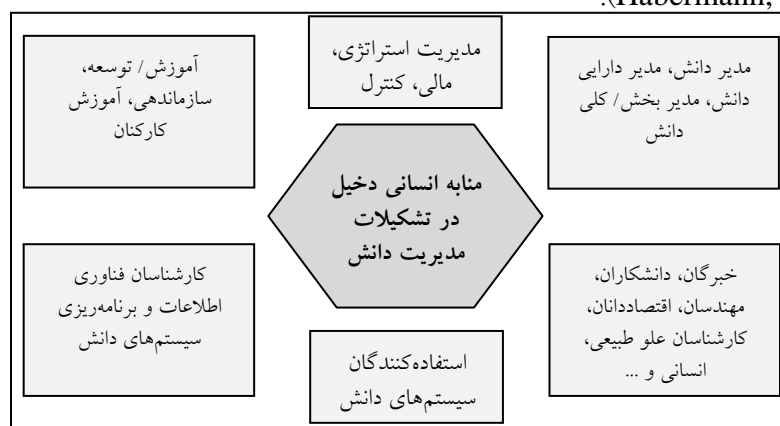 (Habermann,
مدیریت استراتژی،
مالی، کنترل
مدیر دانش، مدیر دارایی
دانش، مدیر بخش/ کلی
دانش
آموزش/ توسعه،
سازماندهی، آموزش
کارکنان
منابه انسانی دخیل
در تشکیلات
مدیریت دانش
خبرگان، دانشکاران،
مهندسان، اقتصاددانان،
کارشناسان علو طبیعی،
انسانی و ...
کارشناسان فناوری
اطلاعات و برنامه‌ریزی
سیستم‌های دانش
استفاده‌کنندگان
سیستم‌های دانش